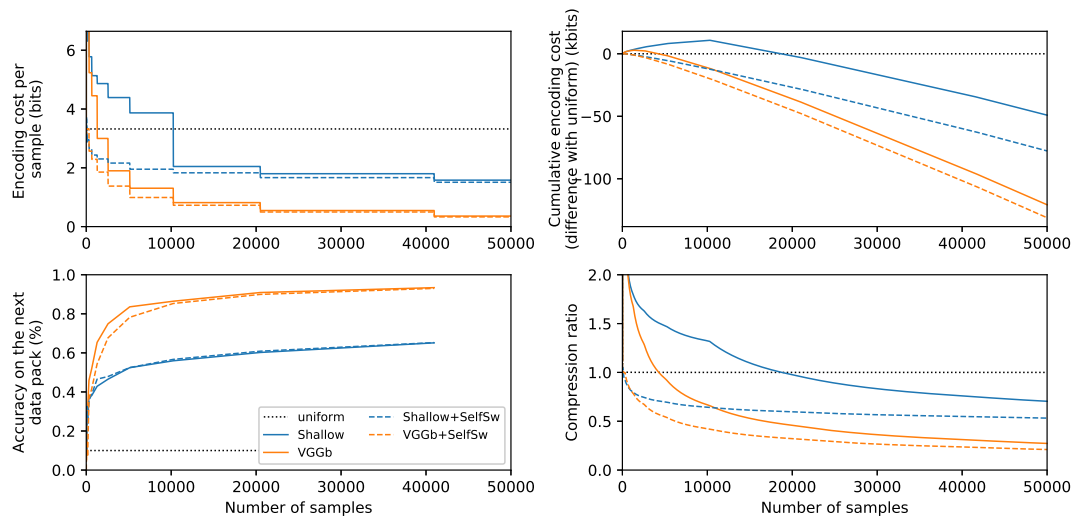 Encoding cost per
sample (bits)
6
4
2
0
0 10000 20000 30000 40000 50000
Cumulative encoding cost
(difference with uniform) (kbits)
0
−50
−100
0 10000 20000 30000 40000 50000
Accuracy on the next
data pack (%)
1.0
0.8
0.6
0.4
0.2
0.0
uniform
Shallow
VGGb
Shallow+SelfSw
VGGb+SelfSw
0 10000 20000 30000 40000 50000
Number of samples
Compression ratio
2.0
1.5
1.0
0.5
0.0
0 10000 20000 30000 40000 50000
Number of samples